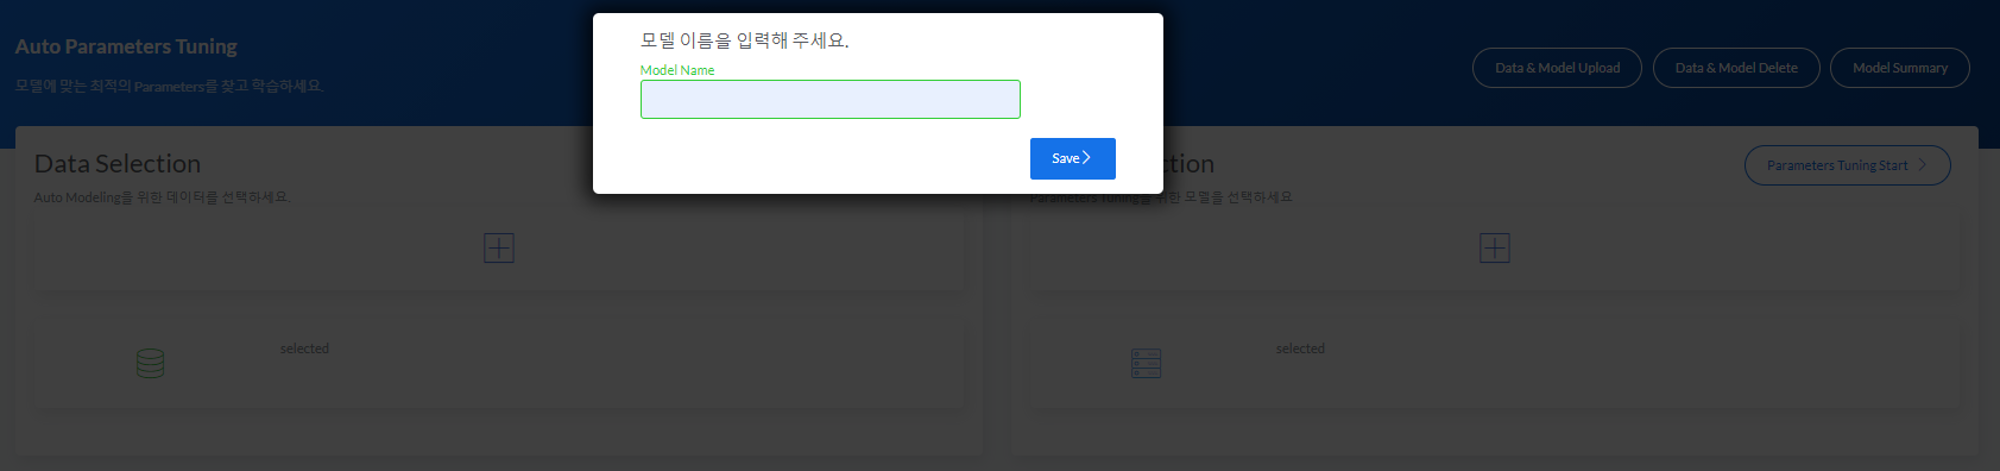 모델 이름을 입력해 주세요.
Model Name
Save
Auto Parameters Tuning
모델에 맞는 최적의 Parameters를 찾고 학습하세요.
Data & Model Upload
Data & Model Delete
Model Summary
Data Selection
Auto Modeling을 위한 데이터를 선택하세요.
selected
ction
Parameters Tuning Start
Parameters Tuning를 위한 모델을 선택하세요
selected